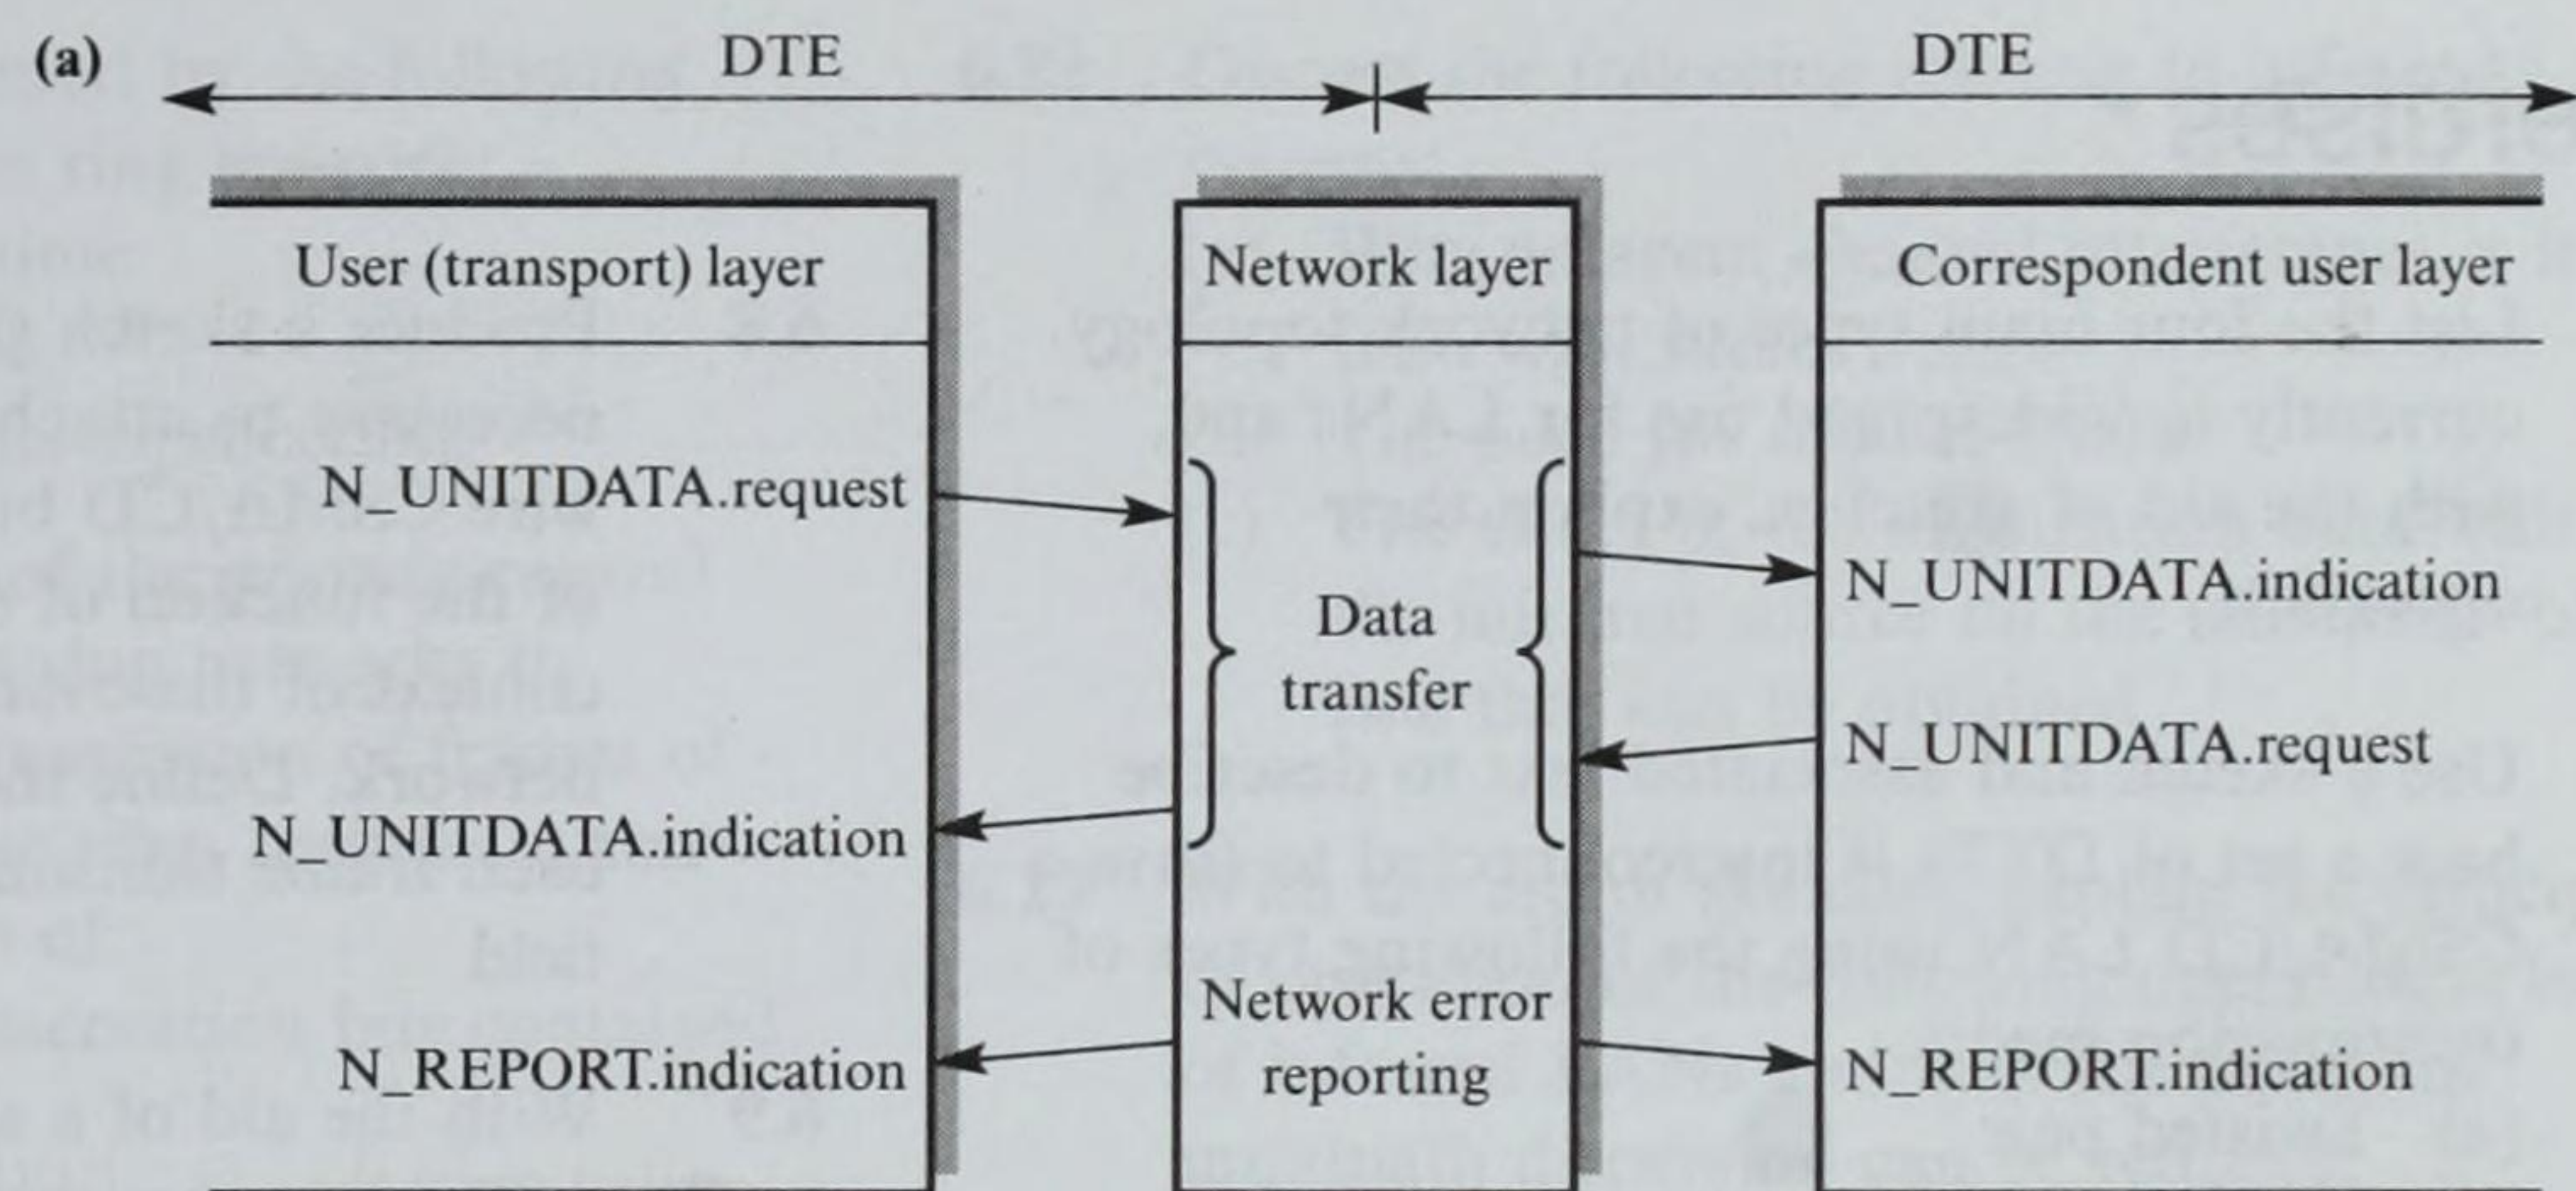 (a)
DTE
DTE
User (transport) layer
Network layer
Correspondent user layer
N_UNITDATA.request
N_UNITDATA.indication
Data
transfer
N_UNITDATA.request
N_UNITDATA.indication
Network error
reporting
N_REPORT.indication
N_REPORT.indication